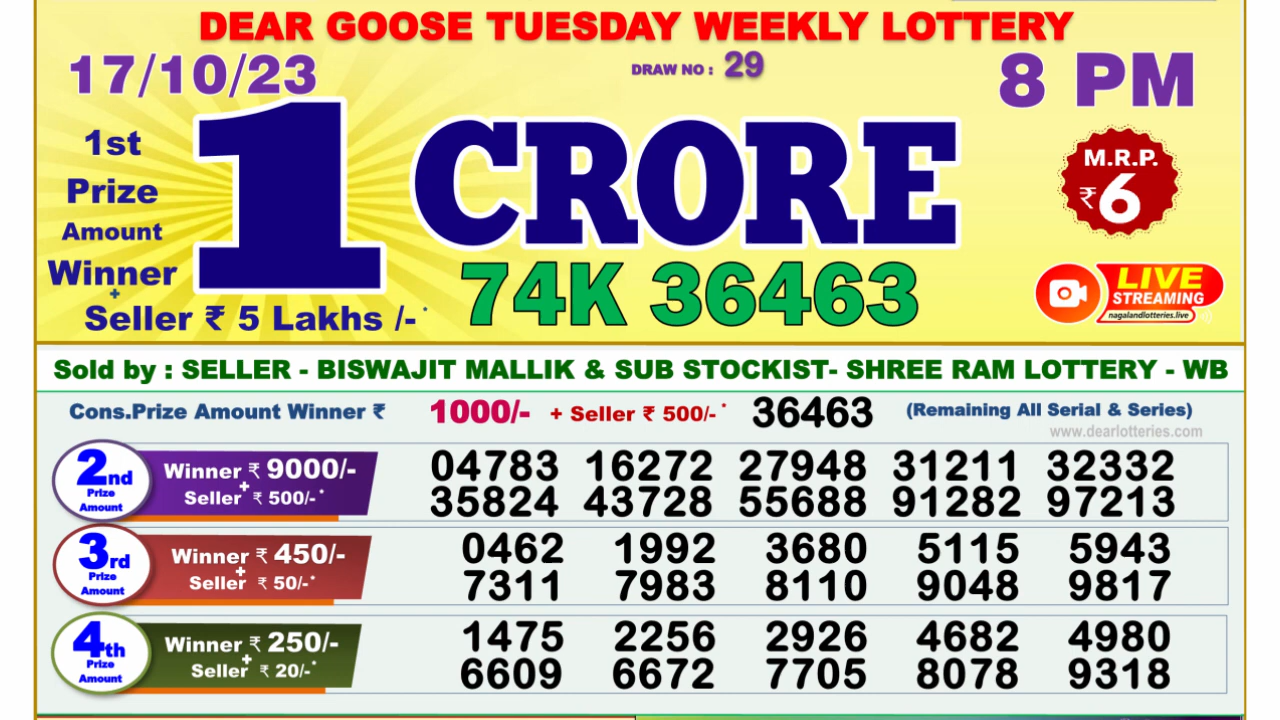 DEAR GOOSE TUESDAY WEEKLY LOTTERY
17/10/23
DRAW NO : 29
8 PM
1st
Prize
Amount
Winner
+
Seller ₹ 5 Lakhs /-*
1 CRORE
74K 36463
M.R.P.
₹6
LIVE
STREAMING
nagalandlotteries.live
Sold by : SELLER - BISWAJIT MALLIK & SUB STOCKIST- SHREE RAM LOTTERY - WB
Cons.Prize Amount Winner ₹ 1000/- + Seller ₹ 500/-* 36463 (Remaining All Serial & Series)
www.dearlotteries.com
2nd
Prize
Amount
Winner ₹ 9000/-
+
Seller ₹ 500/-*
04783 16272 27948 31211 32332
35824 43728 55688 91282 97213
3rd
Prize
Amount
Winner ₹ 450/-
+
Seller ₹ 50/-*
0462 1992 3680 5115 5943
7311 7983 8110 9048 9817
4th
Prize
Amount
Winner ₹ 250/-
+
Seller ₹ 20/-*
1475 2256 2926 4682 4980
6609 6672 7705 8078 9318